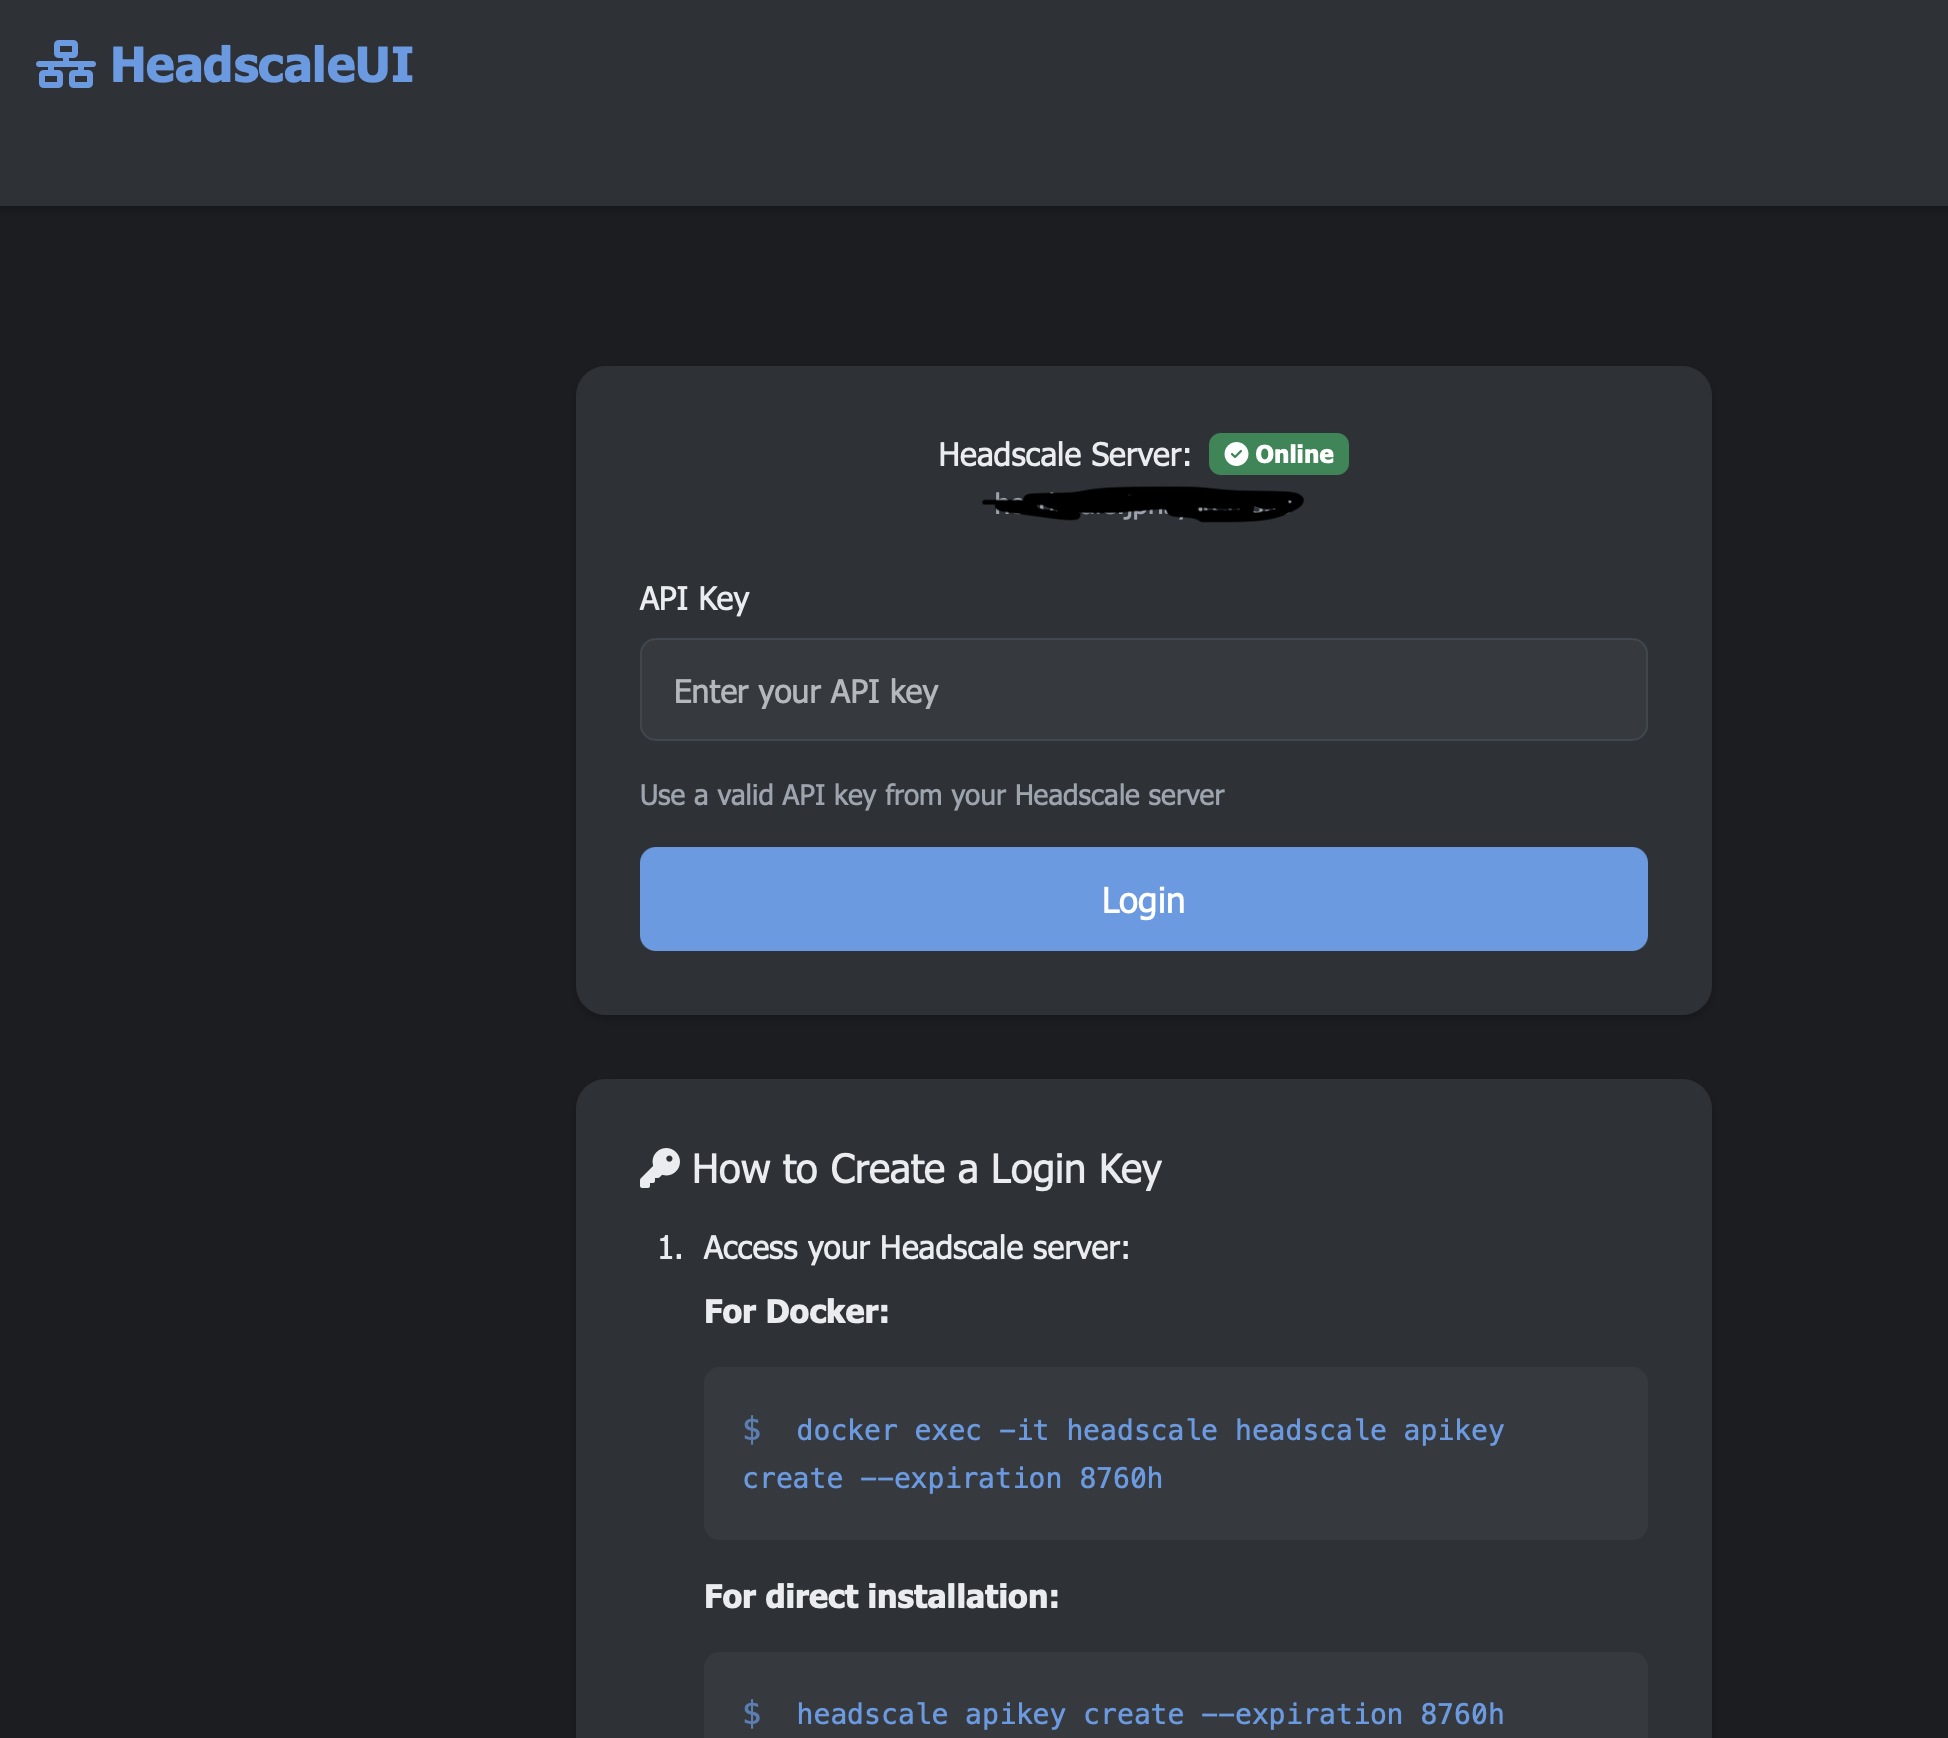 HeadscaleUI
Headscale Server: Online
API Key
Enter your API key
Use a valid API key from your Headscale server
Login
How to Create a Login Key
1. Access your Headscale server:
For Docker:
$ docker exec -it headscale headscale apikey
create --expiration 8760h
For direct installation:
$ headscale apikey create --expiration 8760h